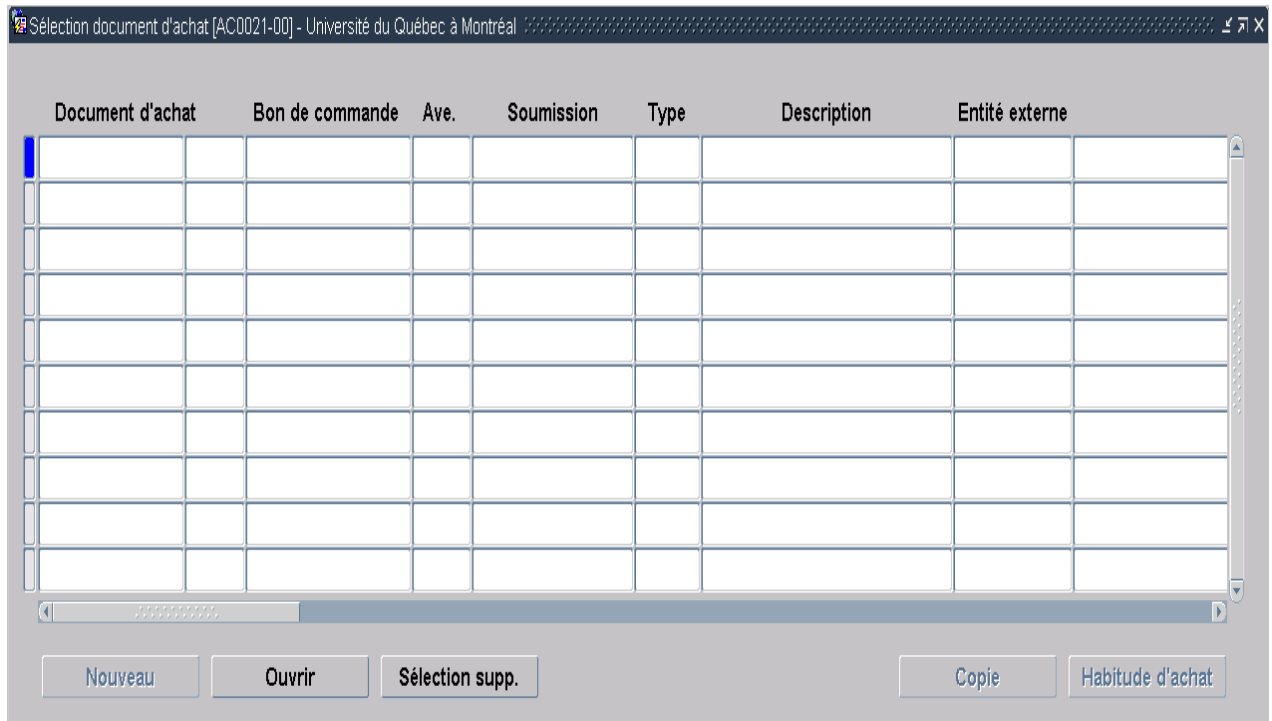 Sélection document d'achat [AC0021-00] - Université du Québec à Montréal
Document d'achat Bon de commande Ave. Soumission Type Description Entité externe
Nouveau Ouvrir Sélection supp. Copie Habitude d'achat